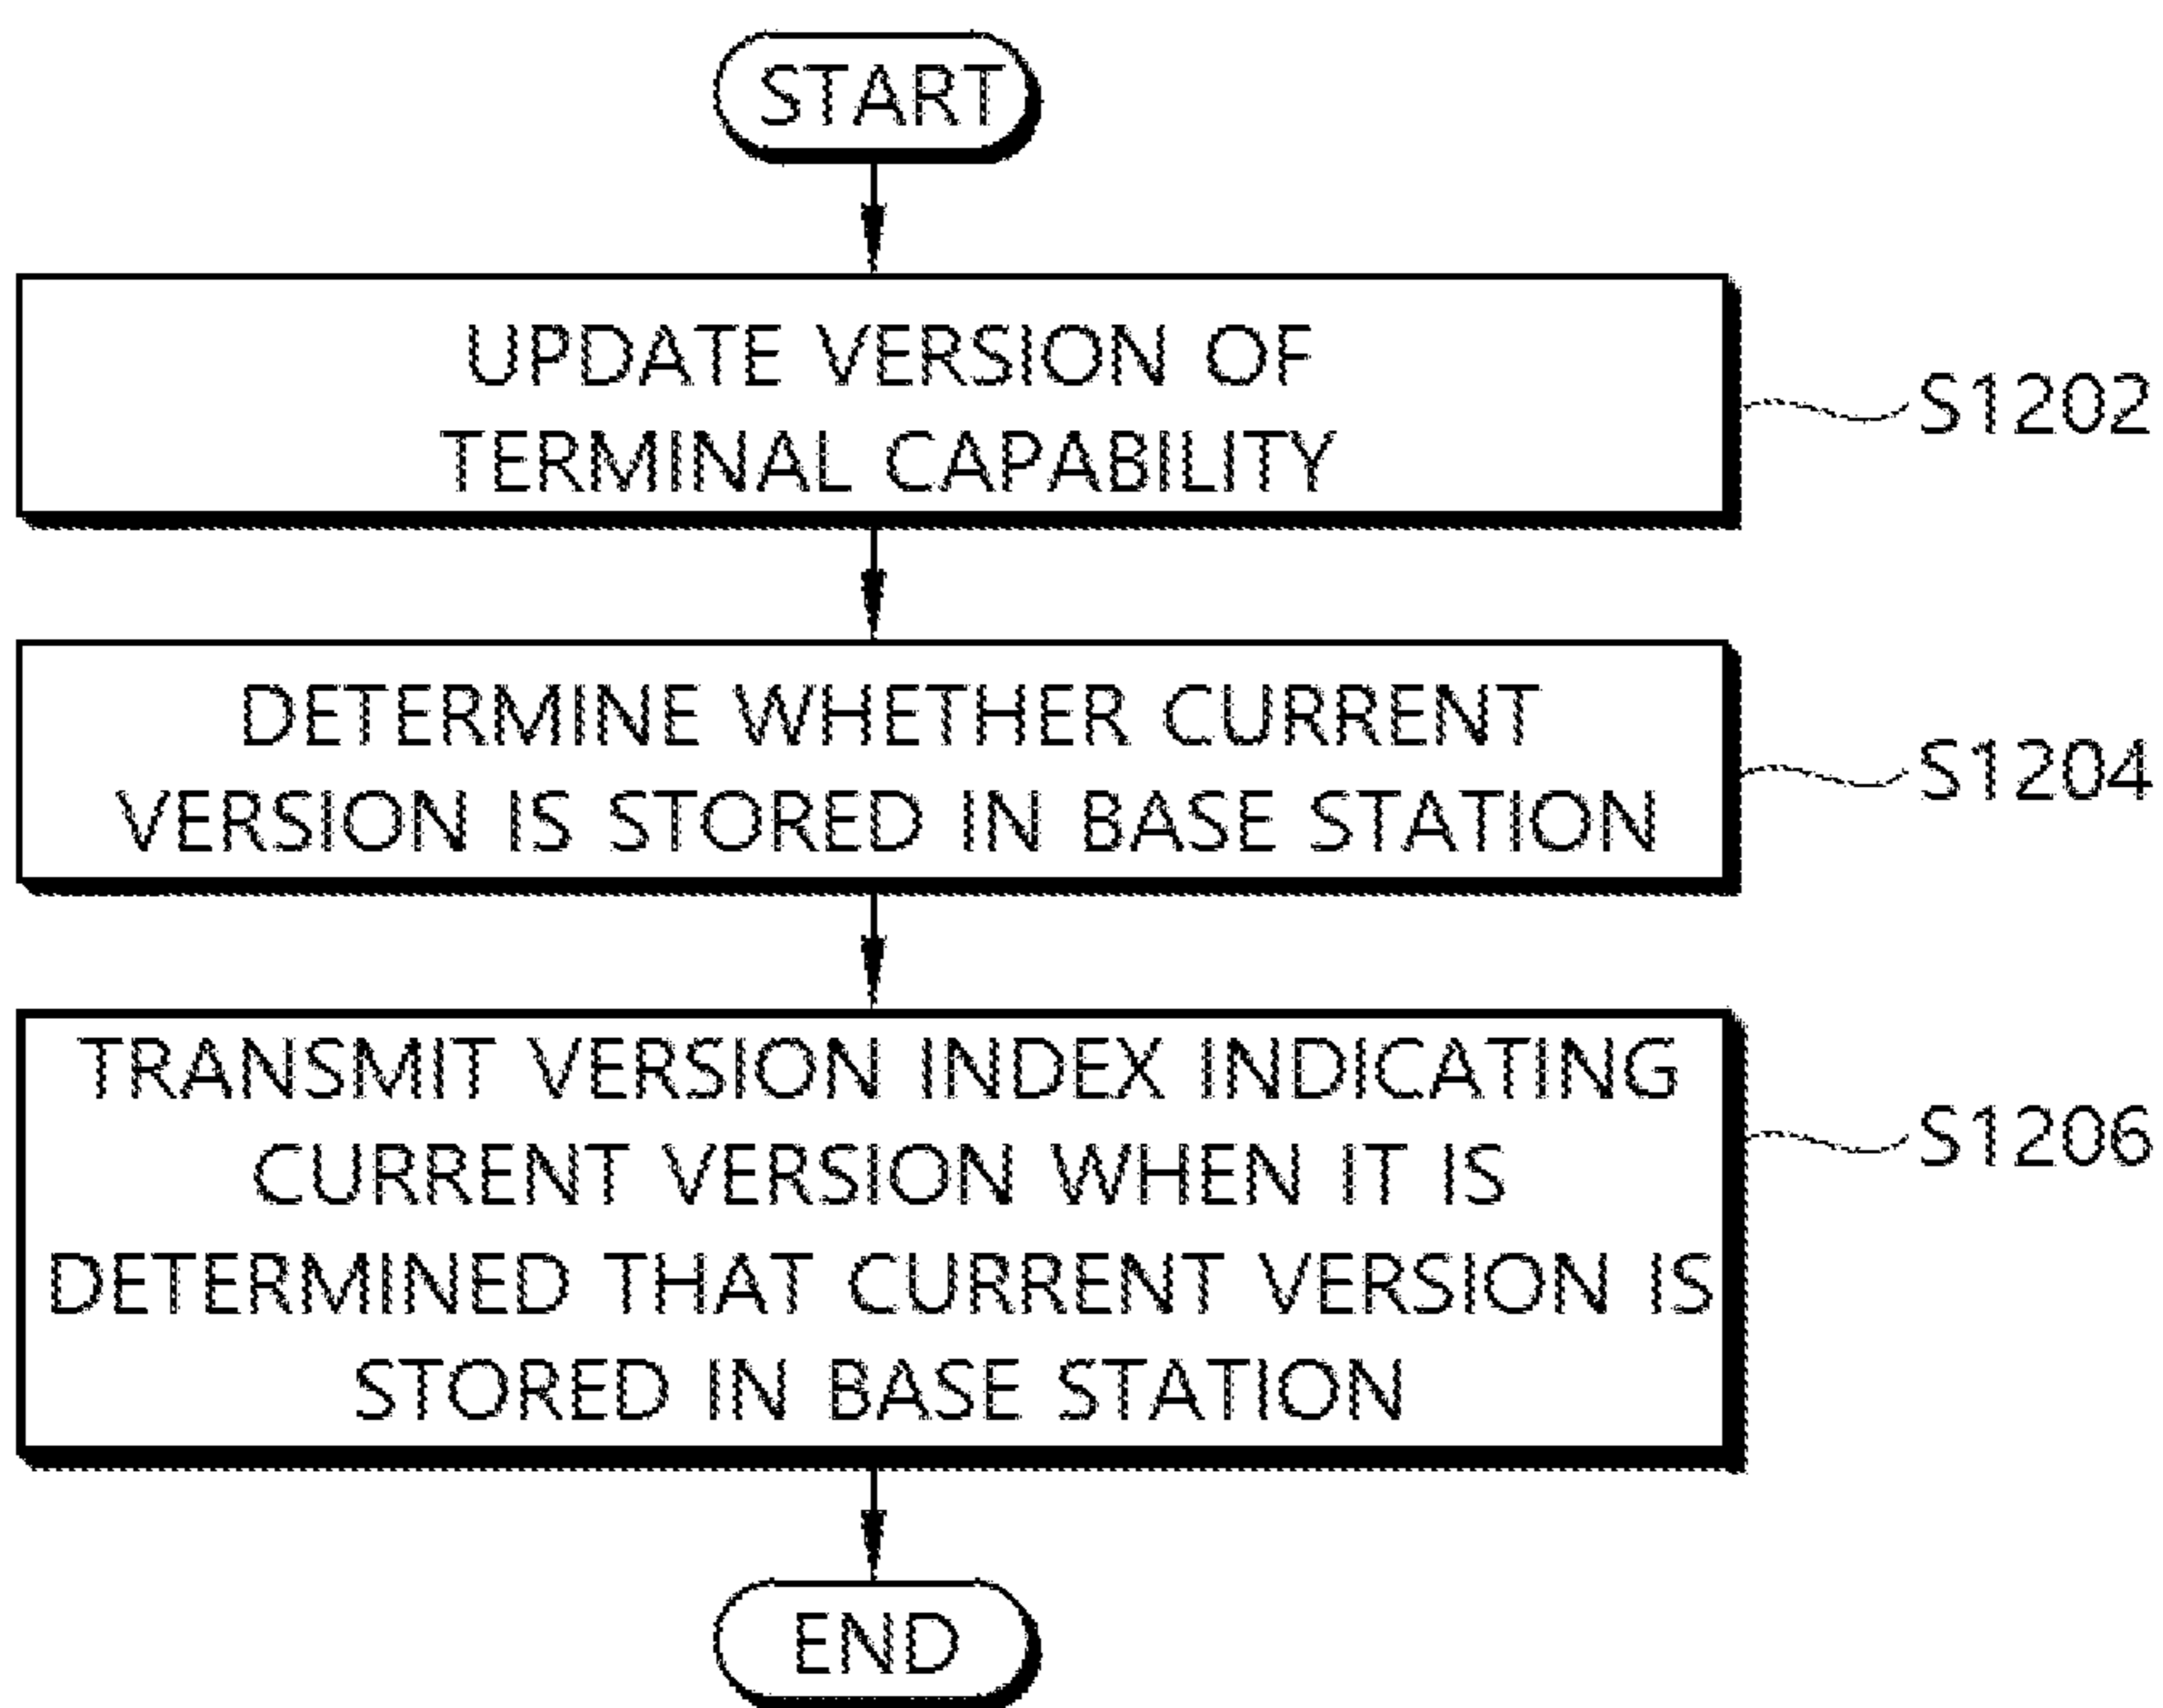 START
UPDATE VERSION OF
TERMINAL CAPABILITY
S1202
DETERMINE WHETHER CURRENT
VERSION IS STORED IN BASE STATION
S1204
TRANSMIT VERSION INDEX INDICATING
CURRENT VERSION WHEN IT IS
DETERMINED THAT CURRENT VERSION IS
STORED IN BASE STATION
S1206
END